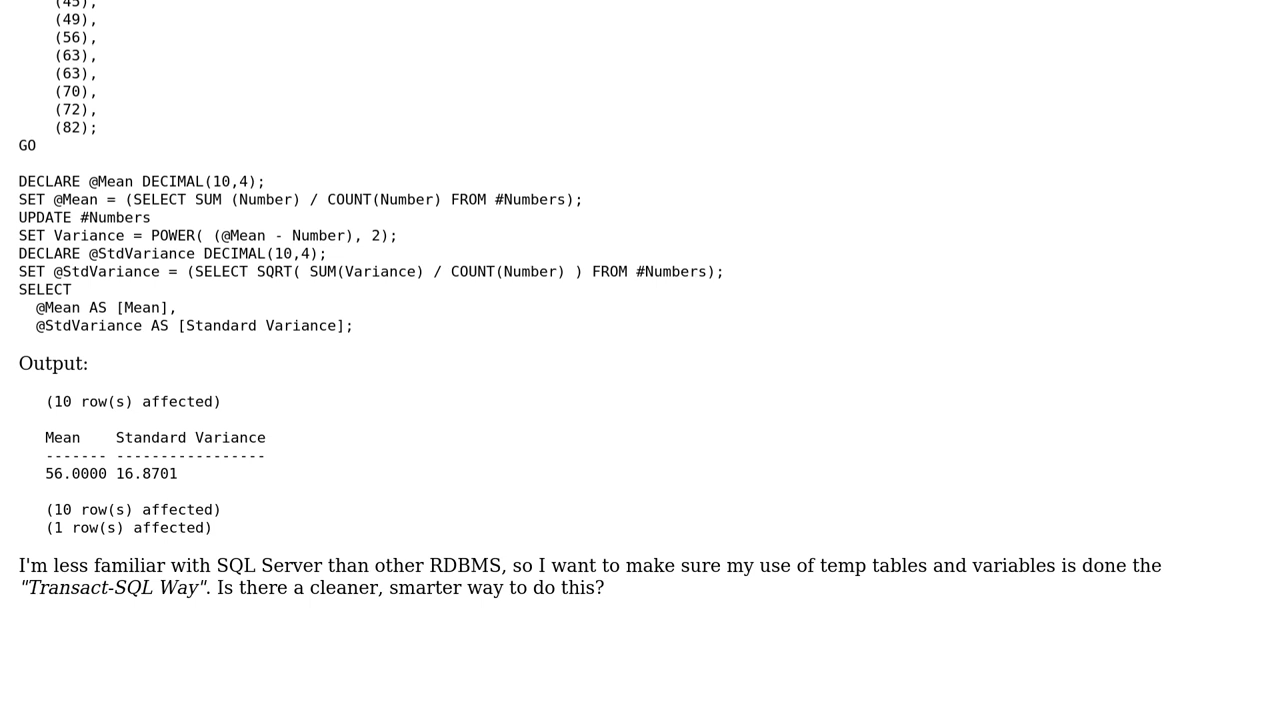 (45),
(49),
(56),
(63),
(63),
(70),
(72),
(82);
GO
DECLARE @Mean DECIMAL(10,4);
SET @Mean = (SELECT SUM (Number) / COUNT(Number) FROM #Numbers);
UPDATE #Numbers
SET Variance = POWER( (@Mean - Number), 2);
DECLARE @StdVariance DECIMAL(10,4);
SET @StdVariance = (SELECT SQRT( SUM(Variance) / COUNT(Number) ) FROM #Numbers);
SELECT
@Mean AS [Mean],
@StdVariance AS [Standard Variance];
Output:
(10 row(s) affected)
Mean    Standard Variance
------- -----------------
56.0000 16.8701
(10 row(s) affected)
(1 row(s) affected)
I'm less familiar with SQL Server than other RDBMS, so I want to make sure my use of temp tables and variables is done the
"Transact-SQL Way". Is there a cleaner, smarter way to do this?